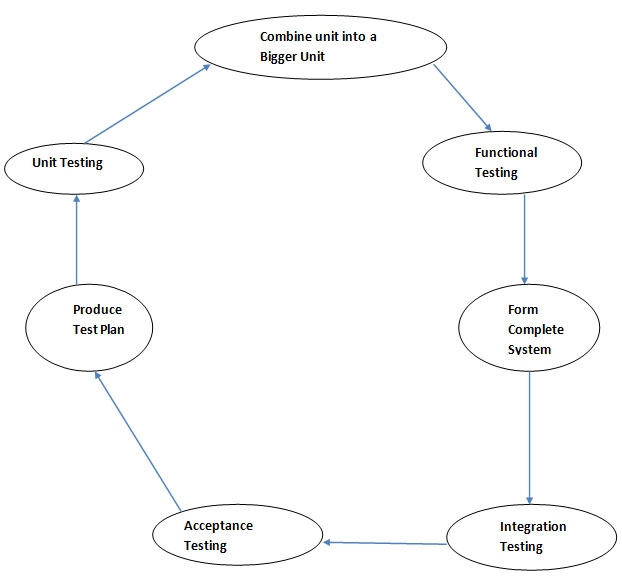 Combine unit into a
Bigger Unit
Functional
Testing
Form
Complete
System
Integration
Testing
Acceptance
Testing
Produce
Test Plan
Unit Testing